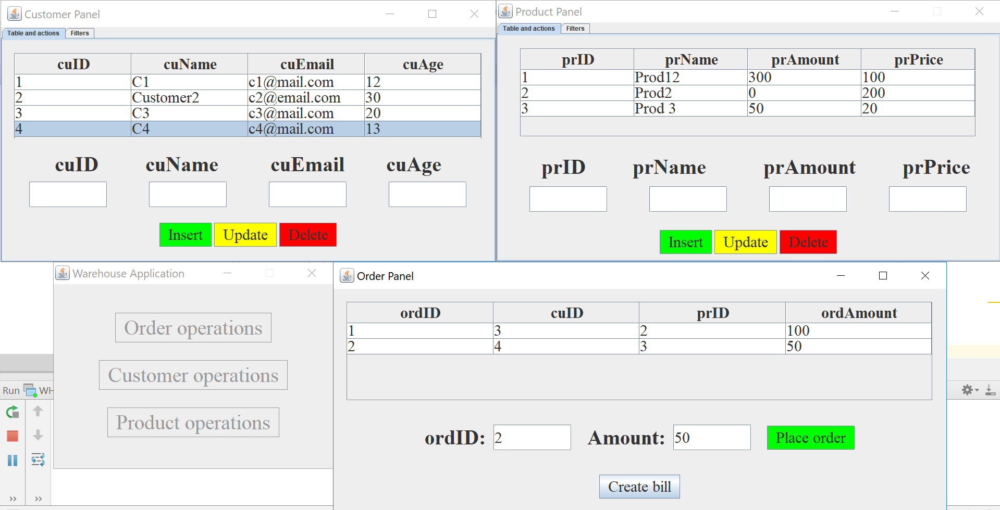 Customer Panel
Table and actions Filters
cuID cuName cuEmail cuAge
1 C1 c1@mail.com 12
2 Customer2 c2@email.com 30
3 C3 c3@mail.com 20
4 C4 c4@mail.com 13
cuID cuName cuEmail cuAge
Insert Update Delete
Product Panel
Table and actions Filters
prID prName prAmount prPrice
1 Prod12 300 100
2 Prod2 0 200
3 Prod 3 50 20
prID prName prAmount prPrice
Insert Update Delete
Warehouse Application
Order operations
Customer operations
Product operations
Order Panel
ordID cuID prID ordAmount
1 3 2 100
2 4 3 50
ordID: 2 Amount: 50 Place order
Create bill
Run WH